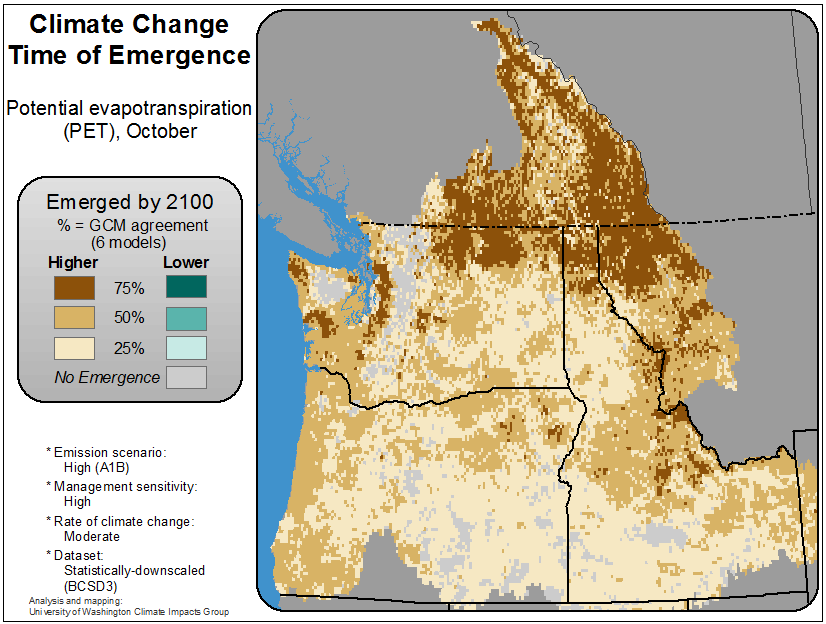 Climate Change
Time of Emergence
Potential evapotranspiration
(PET), October
Emerged by 2100
% = GCM agreement
(6 models)
Higher Lower
75%
50%
25%
No Emergence
* Emission scenario:
High (A1B)
* Management sensitivity:
High
* Rate of climate change:
Moderate
* Dataset:
Statistically-downscaled
(BCSD3)
Analysis and mapping:
University of Washington Climate Impacts Group